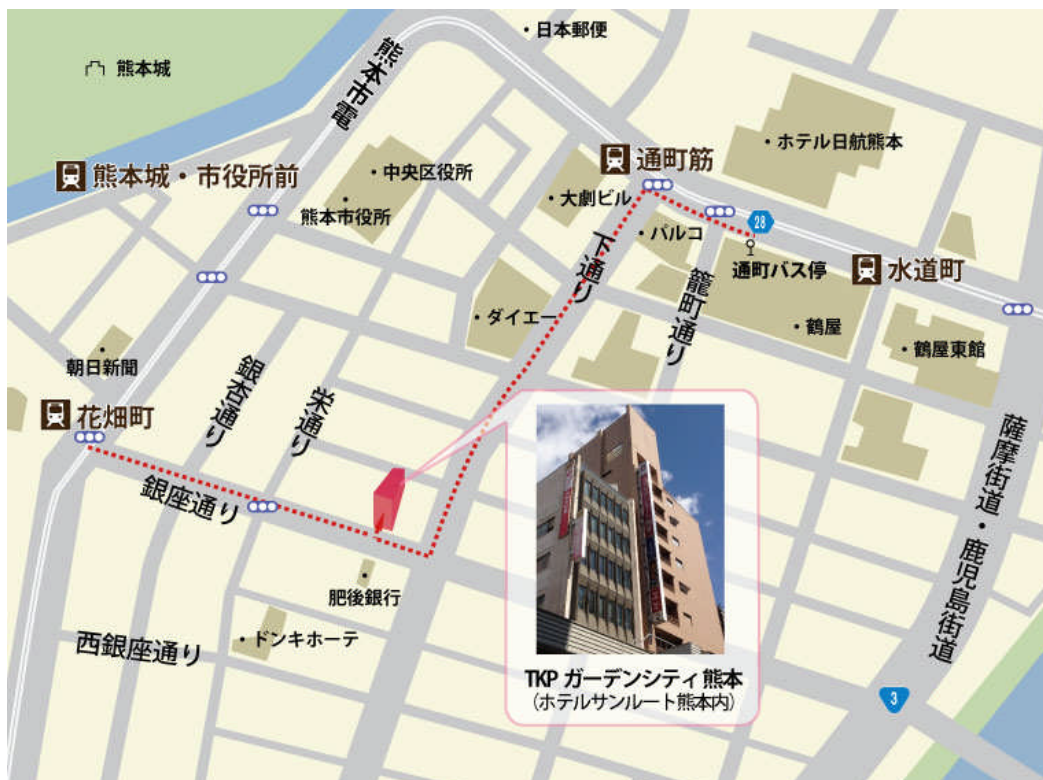 ・日本郵便
熊本城
熊本市電
・ホテル日航熊本
通町筋
・中央区役所
熊本城・市役所前
・大劇ビル
熊本市役所
・パルコ
28
下通り
通町バス停
水道町
籠町通り
・ダイエー
・鶴屋
・鶴屋東館
朝日新聞
銀杏通り
栄通り
花畑町
薩摩街道・鹿児島街道
銀座通り
肥後銀行
・ドンキホーテ
西銀座通り
TKP ガーデンシティ熊本
(ホテルサンルート熊本内)
3